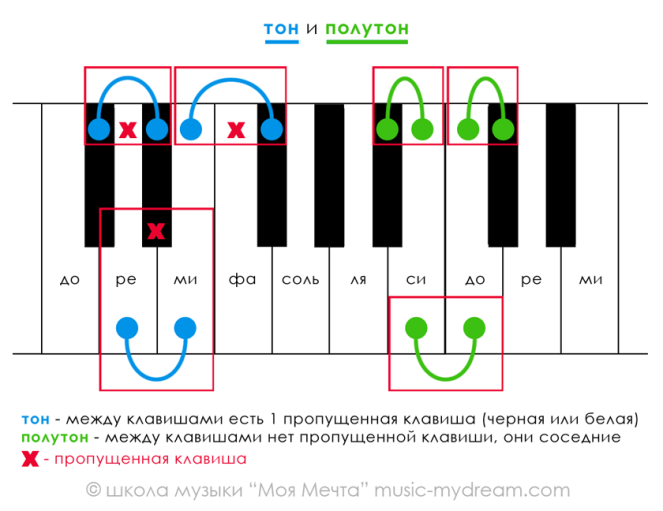 тон и полутон
х х
х
до ре ми фа соль ля си до ре ми
тон - между клавишами есть 1 пропущенная клавиша (черная или белая)
полутон - между клавишами нет пропущенной клавиши, они соседние
х - пропущенная клавиша
© школа музыки “Моя Мечта” music-mydream.com